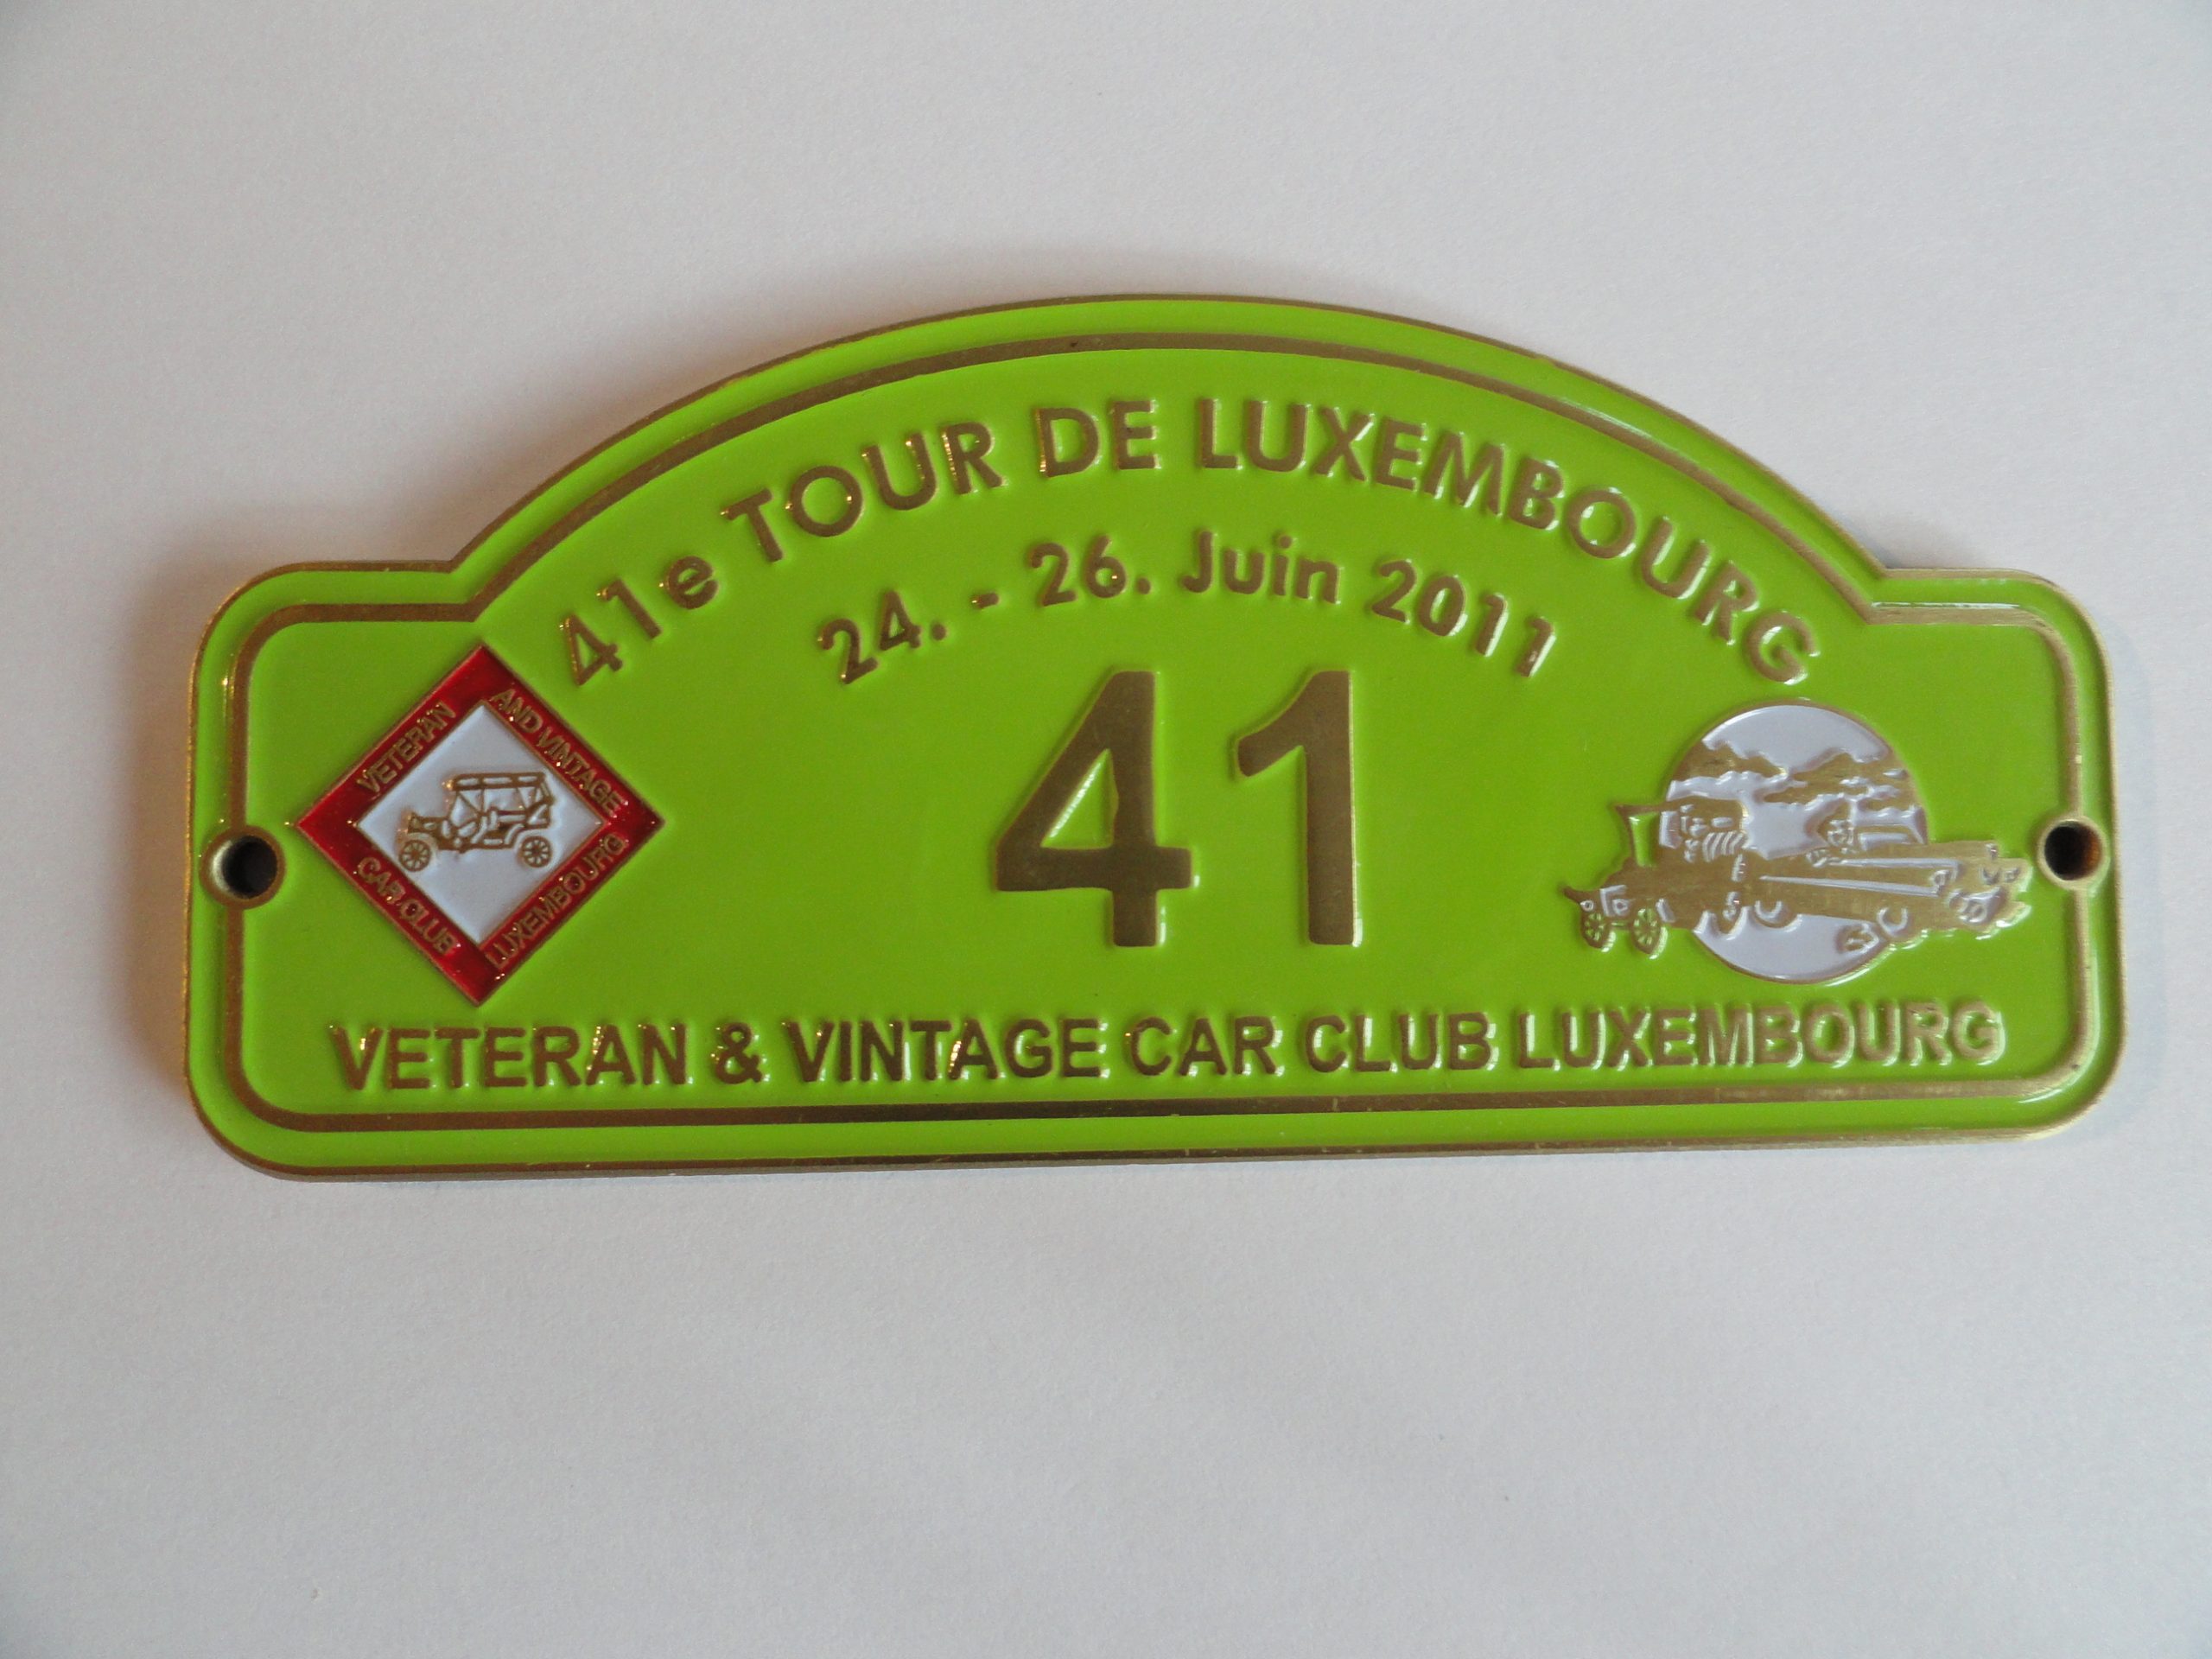 41e TOUR DE LUXEMBOURG
24. - 26. Juin 2011
41
VETERAN
AND VINTAGE
CAR CLUB
LUXEMBOURG
VETERAN & VINTAGE CAR CLUB LUXEMBOURG